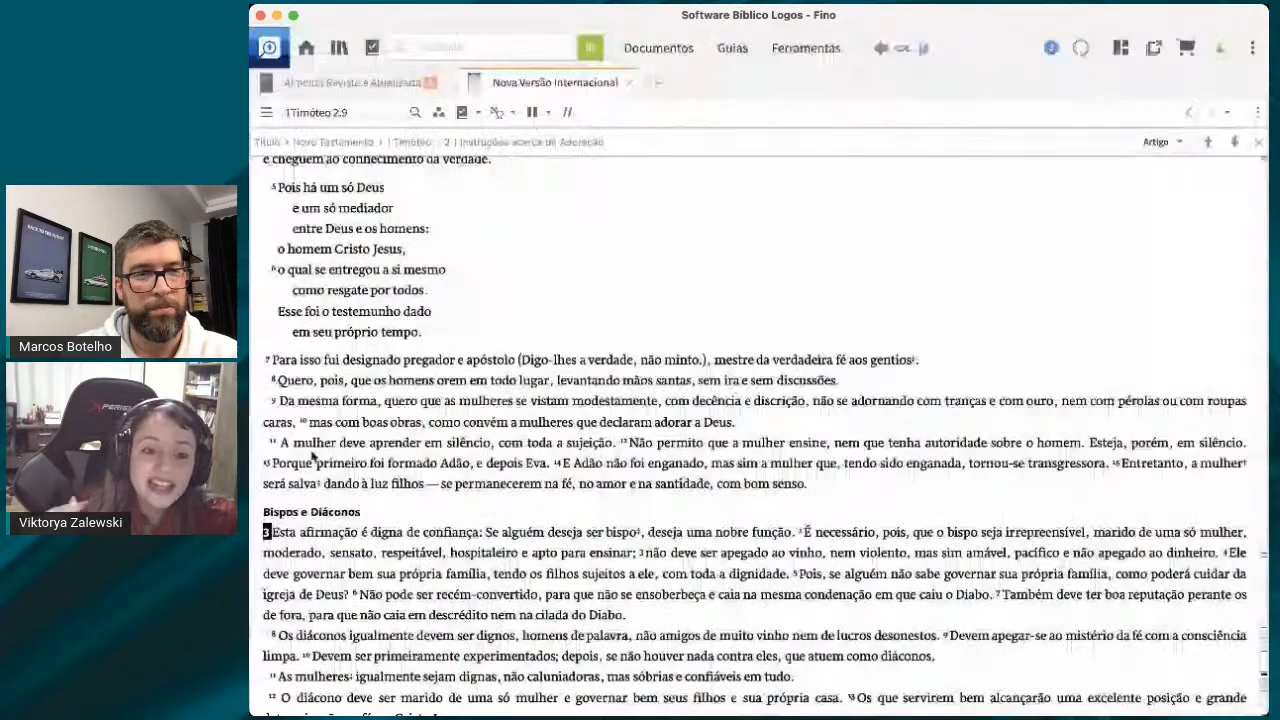 Software Bíblico Logos - Fino
Documentos Guias Ferramentas
Almeida Revista e Atualizada
Nova Versão Internacional
1Timóteo 2.9
Título > Novo Testamento > 1 Timóteo 2 | Instruções acerca de Adoração
Artigo
e cheguem ao conhecimento da verdade.
5 Pois há um só Deus
e um só mediador
entre Deus e os homens:
o homem Cristo Jesus,
6 o qual se entregou a si mesmo
como resgate por todos.
Esse foi o testemunho dado
em seu próprio tempo.
7 Para isso fui designado pregador e apóstolo (Digo-lhes a verdade, não minto.), mestre da verdadeira fé aos gentios.
8 Quero, pois, que os homens orem em todo lugar, levantando mãos santas, sem ira e sem discussões.
9 Da mesma forma, quero que as mulheres se vistam modestamente, com decência e discrição, não se adornando com tranças e com ouro, nem com pérolas ou com roupas
caras, 10 mas com boas obras, como convém a mulheres que declaram adorar a Deus.
11 A mulher deve aprender em silêncio, com toda a sujeição. 12 Não permito que a mulher ensine, nem que tenha autoridade sobre o homem. Esteja, porém, em silêncio.
13 Porque primeiro foi formado Adão, e depois Eva. 14 E Adão não foi enganado, mas sim a mulher que, tendo sido enganada, tornou-se transgressora. 15 Entretanto, a mulher
será salva dando à luz filhos — se permanecerem na fé, no amor e na santidade, com bom senso.
Bispos e Diáconos
3 Esta afirmação é digna de confiança: Se alguém deseja ser bispo, deseja uma nobre função. 2 É necessário, pois, que o bispo seja irrepreensível, marido de uma só mulher,
moderado, sensato, respeitável, hospitaleiro e apto para ensinar; 3 não deve ser apegado ao vinho, nem violento, mas sim amável, pacífico e não apegado ao dinheiro. 4 Ele
deve governar bem sua própria família, tendo os filhos sujeitos a ele, com toda a dignidade. 5 Pois, se alguém não sabe governar sua própria família, como poderá cuidar da
igreja de Deus? 6 Não pode ser recém-convertido, para que não se ensoberbeça e caia na mesma condenação em que caiu o Diabo. 7 Também deve ter boa reputação perante os
de fora, para que não caia em descrédito nem na cilada do Diabo.
8 Os diáconos igualmente devem ser dignos, homens de palavra, não amigos de muito vinho nem de lucros desonestos. 9 Devem apegar-se ao mistério da fé com a consciência
limpa. 10 Devem ser primeiramente experimentados; depois, se não houver nada contra eles, que atuem como diáconos.
11 As mulheres igualmente sejam dignas, não caluniadoras, mas sóbrias e confiáveis em tudo.
12 O diácono deve ser marido de uma só mulher e governar bem seus filhos e sua própria casa. 13 Os que servirem bem alcançarão uma excelente posição e grande
Marcos Botelho
XPERIEN
Viktorya Zalewski